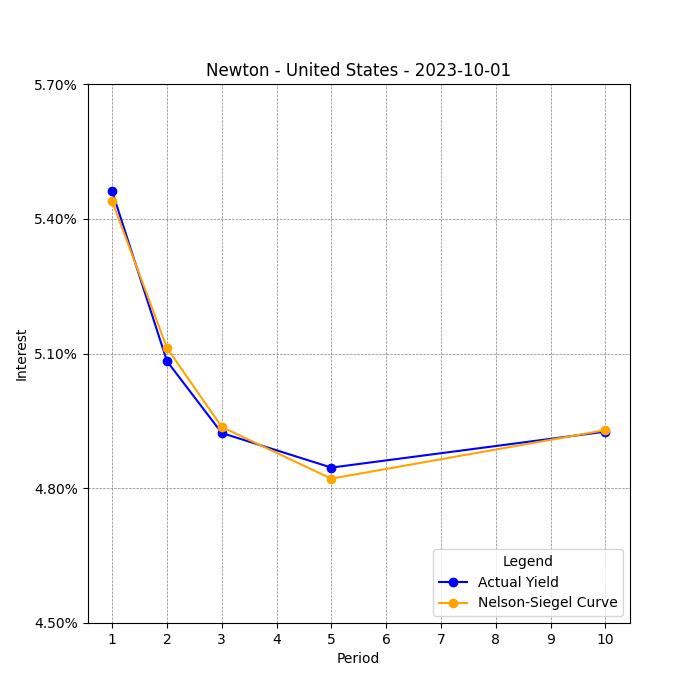 Newton - United States - 2023-10-01
5.70%
5.40%
5.10%
4.80%
4.50%
Interest
1 2 3 4 5 6 7 8 9 10
Period
Legend
Actual Yield
Nelson-Siegel Curve